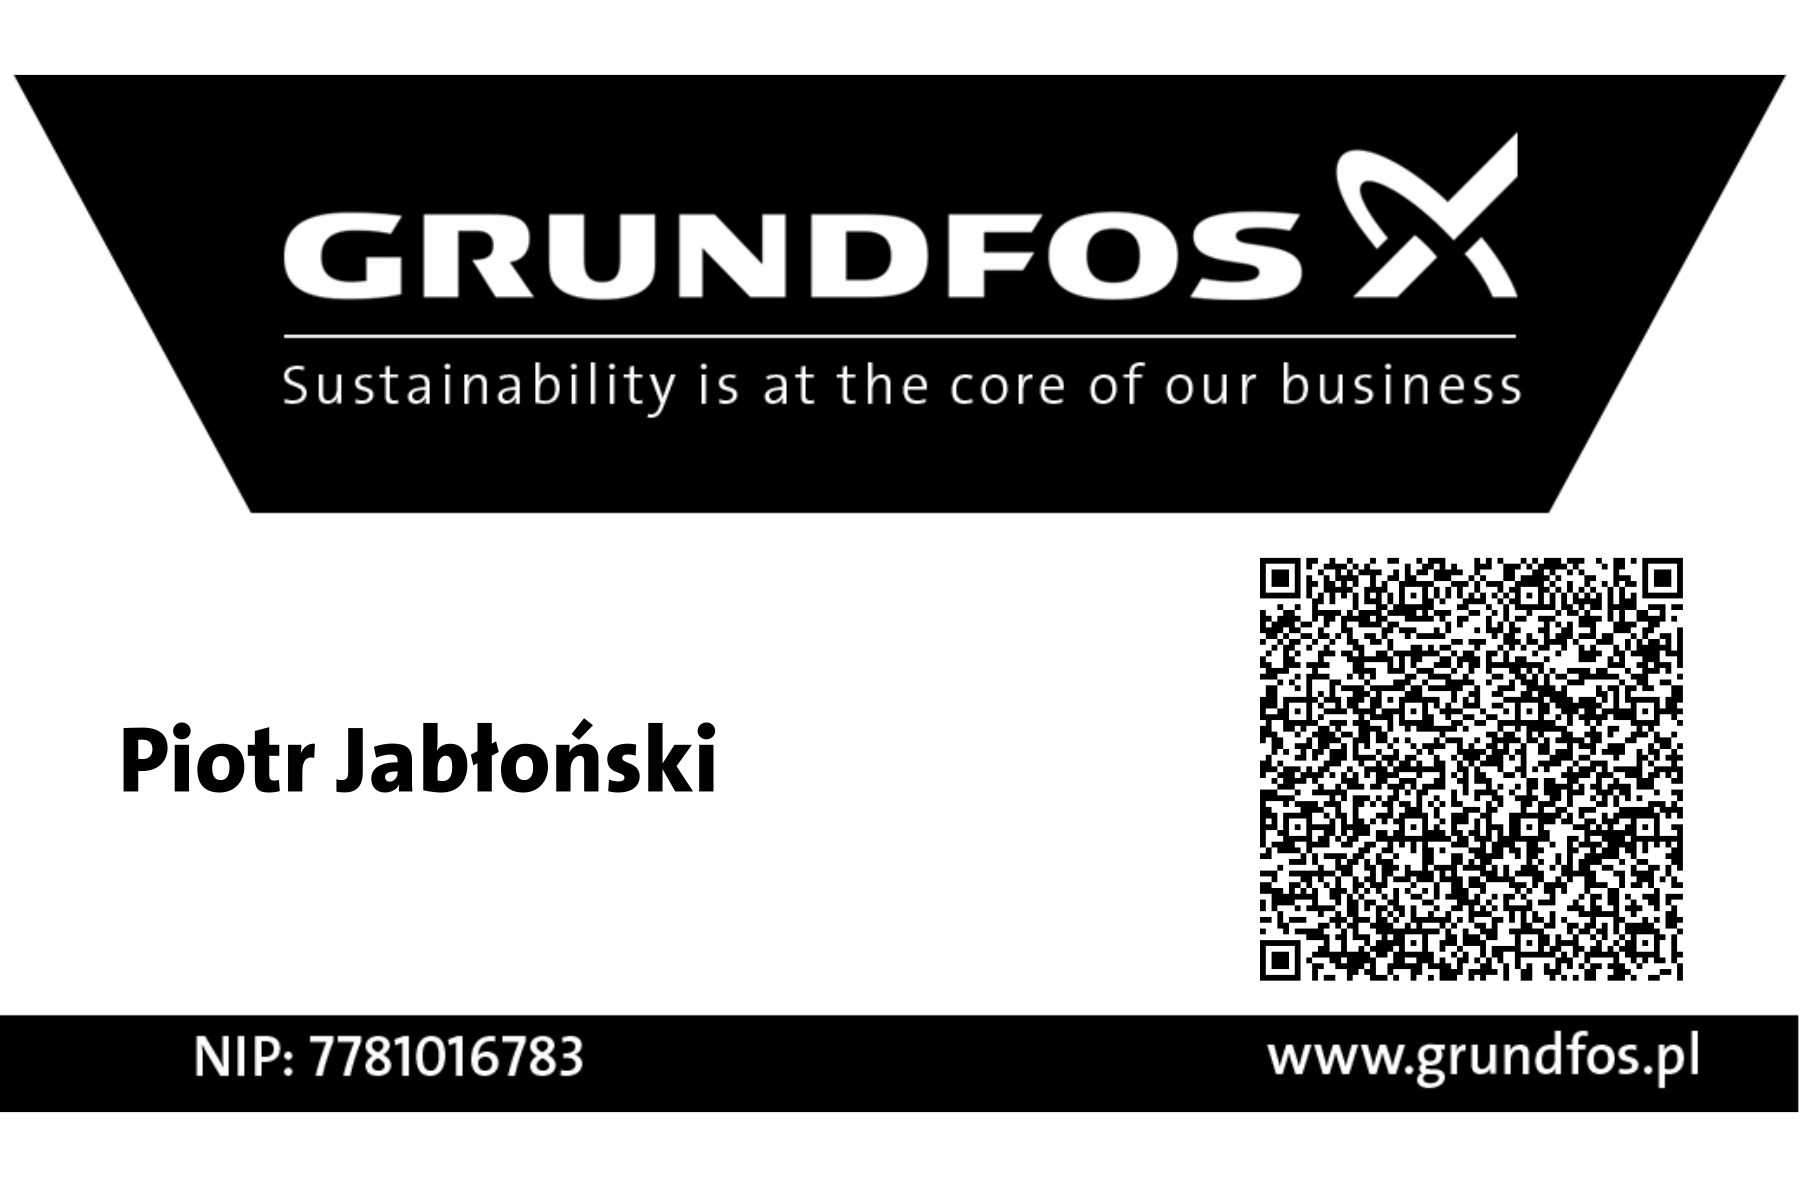 GRUNDFOS
Sustainability is at the core of our business
Piotr Jabłoński
NIP: 7781016783
www.grundfos.pl